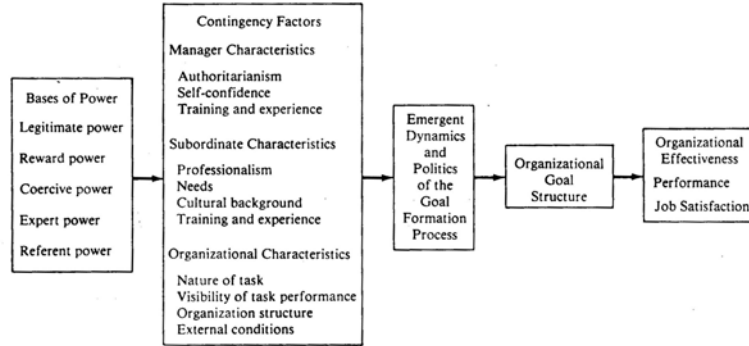 Bases of Power
Legitimate power
Reward power
Coercive power
Expert power
Referent power
Contingency Factors
Manager Characteristics
Authoritarianism
Self-confidence
Training and experience
Subordinate Characteristics
Professionalism
Needs
Cultural background
Training and experience
Organizational Characteristics
Nature of task
Visibility of task performance
Organization structure
External conditions
Emergent
Dynamics
and
Politics
of the
Goal
Formation
Process
Organizational
Goal
Structure
Organizational
Effectiveness
Performance
Job Satisfaction